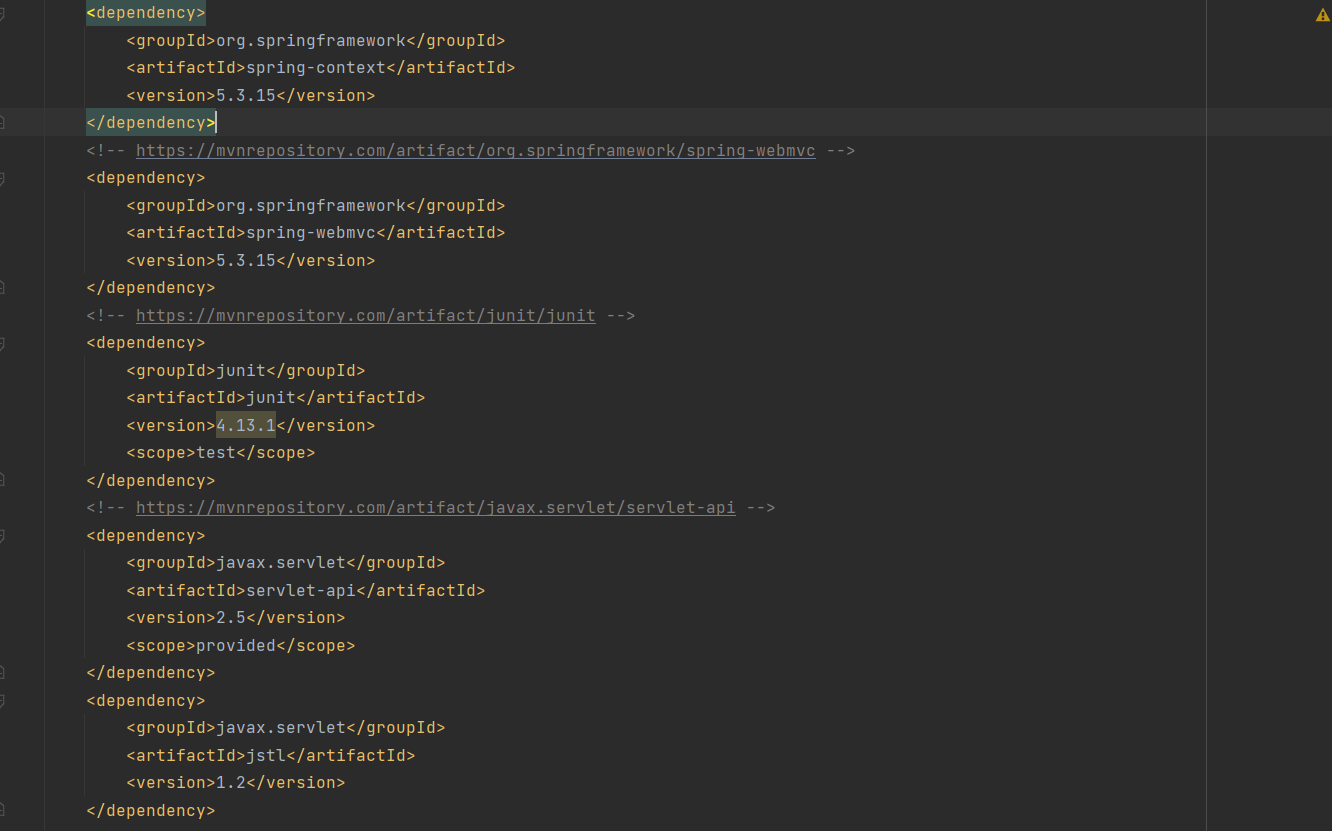 <dependency>
<groupId>org.springframework</groupId>
<artifactId>spring-context</artifactId>
<version>5.3.15</version>
</dependency>
<!-- https://mvnrepository.com/artifact/org.springframework/spring-webmvc -->
<dependency>
<groupId>org.springframework</groupId>
<artifactId>spring-webmvc</artifactId>
<version>5.3.15</version>
</dependency>
<!-- https://mvnrepository.com/artifact/junit/junit -->
<dependency>
<groupId>junit</groupId>
<artifactId>junit</artifactId>
<version>4.13.1</version>
<scope>test</scope>
</dependency>
<!-- https://mvnrepository.com/artifact/javax.servlet/servlet-api -->
<dependency>
<groupId>javax.servlet</groupId>
<artifactId>servlet-api</artifactId>
<version>2.5</version>
<scope>provided</scope>
</dependency>
<dependency>
<groupId>javax.servlet</groupId>
<artifactId>jstl</artifactId>
<version>1.2</version>
</dependency>